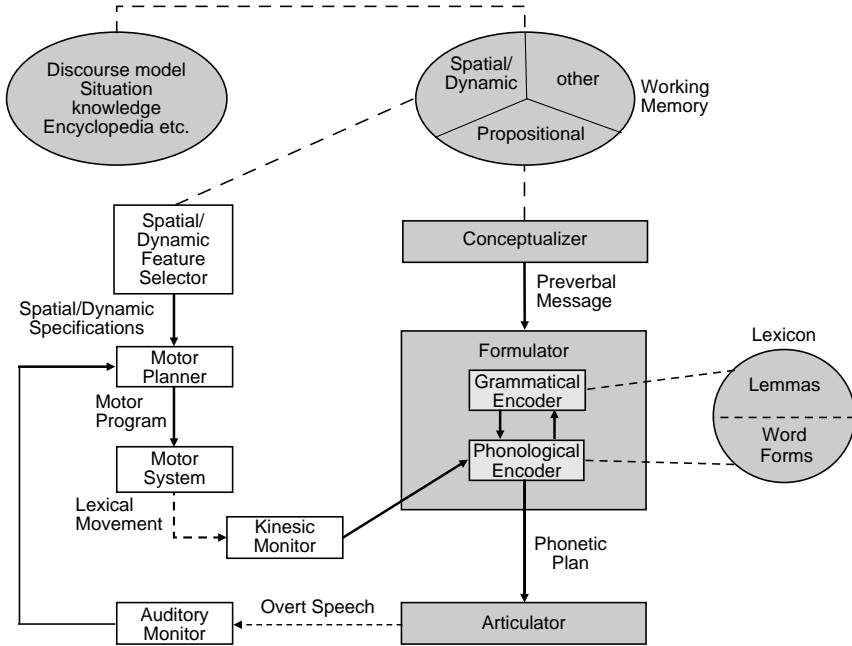 Discourse model
Situation
knowledge
Encyclopedia etc.
Spatial/
Dynamic
other
Propositional
Working
Memory
Spatial/
Dynamic
Feature
Selector
Conceptualizer
Preverbal
Message
Spatial/Dynamic
Specifications
Motor
Planner
Motor
Program
Motor
System
Lexical
Movement
Kinesic
Monitor
Formulator
Grammatical
Encoder
Phonological
Encoder
Lexicon
Lemmas
Word
Forms
Phonetic
Plan
Auditory
Monitor
Overt Speech
Articulator